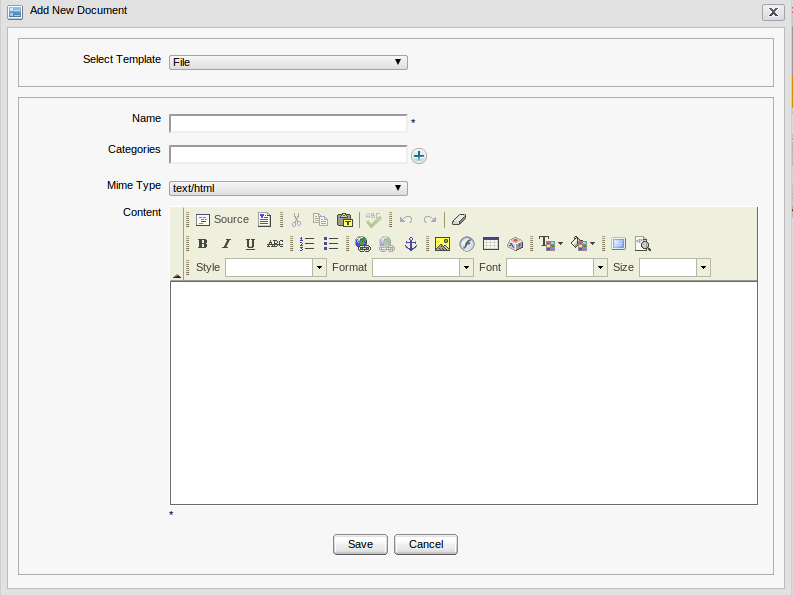 Add New Document
X
Select Template File
Name *
Categories
Mime Type text/html
Content
Source ABC
B I U ABC
Style Format Font Size
*
Save Cancel